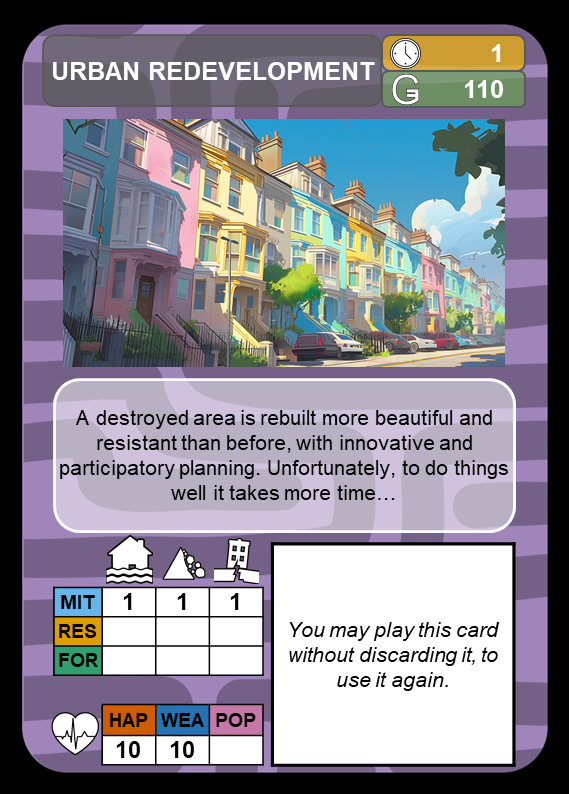 URBAN REDEVELOPMENT
1
G 110
A destroyed area is rebuilt more beautiful and
resistant than before, with innovative and
participatory planning. Unfortunately, to do things
well it takes more time…
MIT 1 1 1
RES
FOR
You may play this card
without discarding it, to
use it again.
HAP WEA POP
10 10